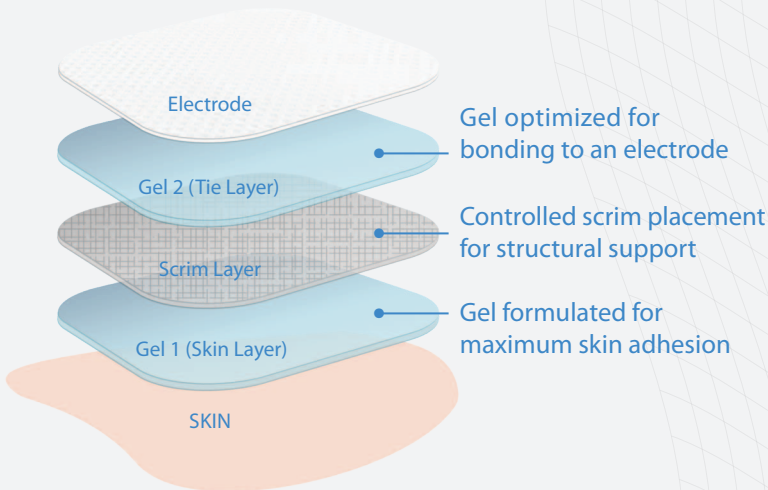 Electrode
Gel optimized for
bonding to an electrode
Gel 2 (Tie Layer)
Controlled scrim placement
for structural support
Scrim Layer
Gel formulated for
maximum skin adhesion
Gel 1 (Skin Layer)
SKIN